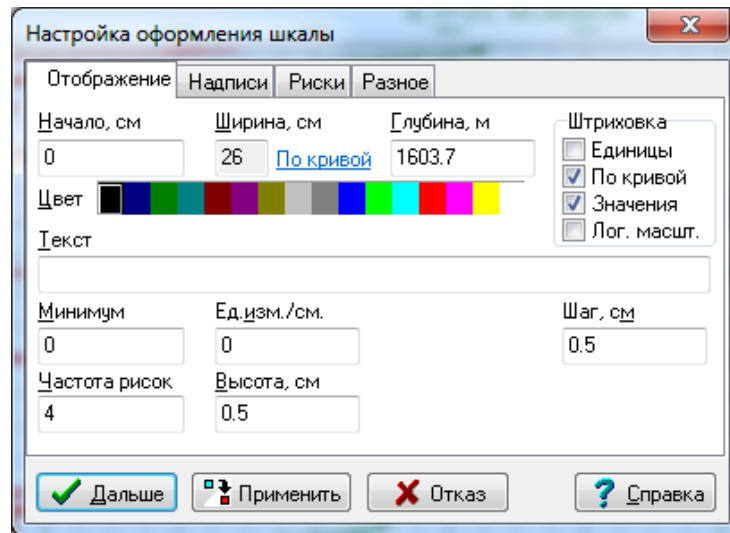 Настройка оформления шкалы
Отображение Надписи Риски Разное
Начало, см Ширина, см Глубина, м Штриховка
0 26 По кривой 1603.7 Единицы
По кривой
Цвет Значения
Лог. масшт.
Текст
Минимум Ед.изм./см. Шаг, см
0 0 0.5
Частота рисок Высота, см
4 0.5
Дальше Применить Отказ ? Справка